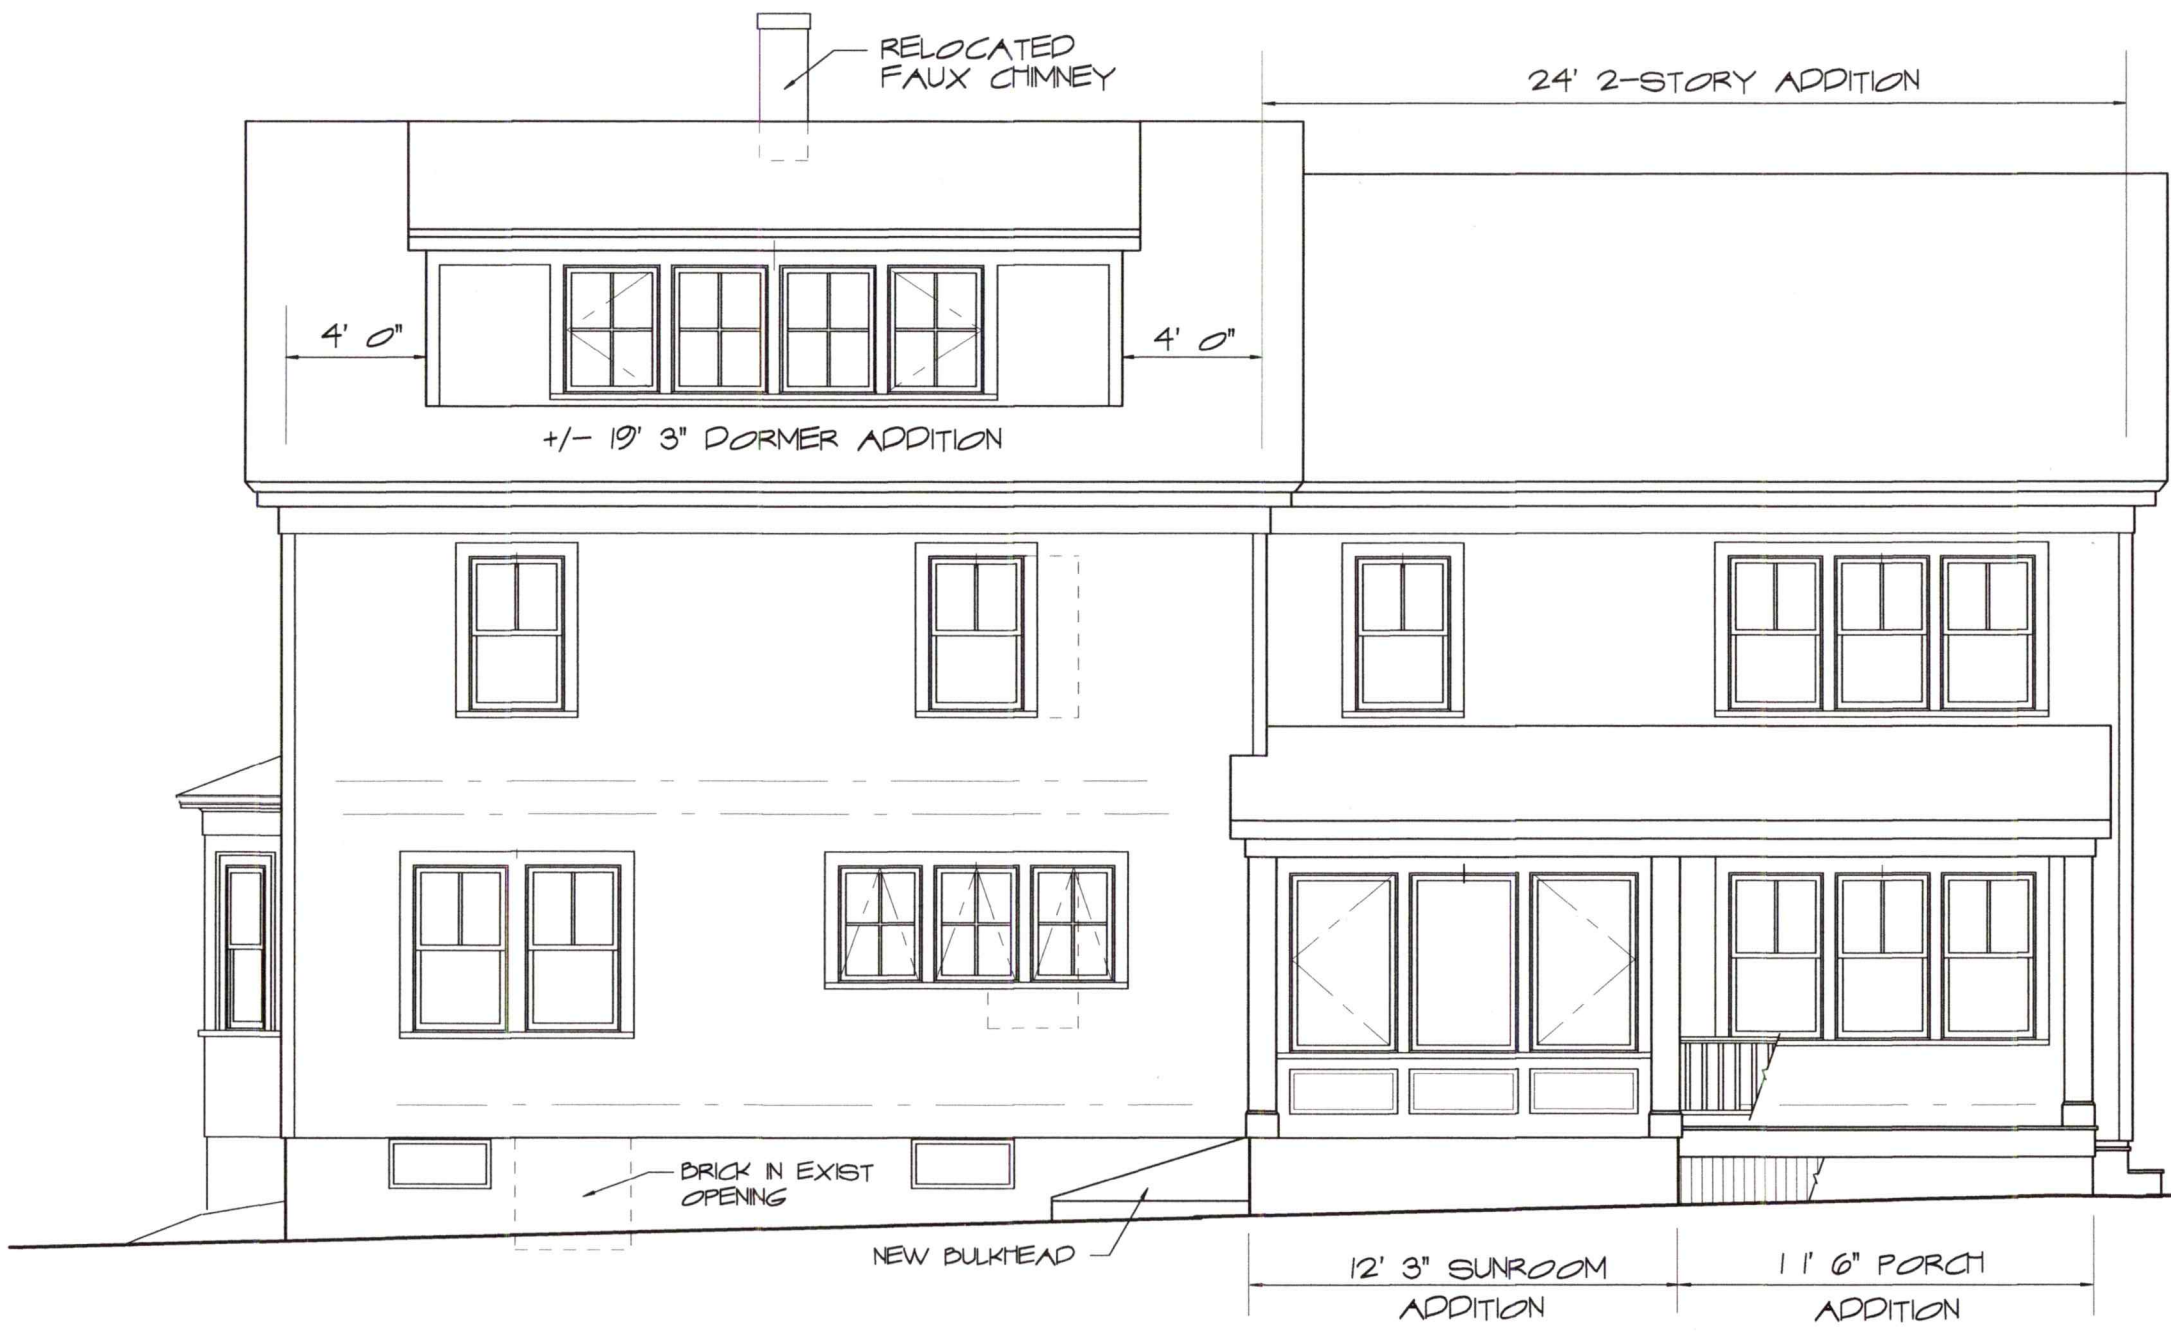 RELOCATED
FAUX CHIMNEY
24' 2-STORY ADDITION
4' 0"
4' 0"
+/- 19' 3" DORMER ADDITION
BRICK IN EXIST
OPENING
NEW BULKHEAD
12' 3" SUNROOM
ADDITION
11' 6" PORCH
ADDITION